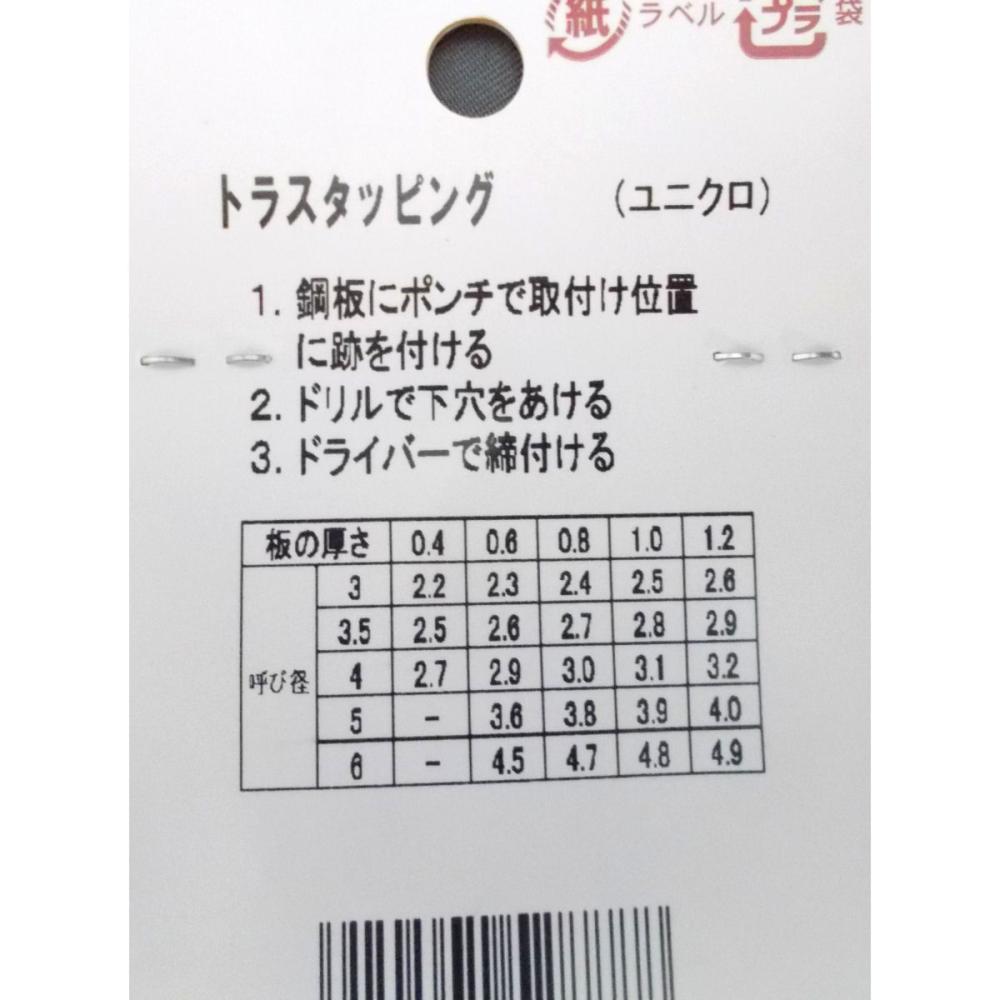 紙 ラベル プラ 袋
トラスタッピング (ユニクロ)
1. 鋼板にポンチで取付け位置
に跡を付ける
2. ドリルで下穴をあける
3. ドライバーで締付ける
板の厚さ 0.4 0.6 0.8 1.0 1.2
呼び径
3 2.2 2.3 2.4 2.5 2.6
3.5 2.5 2.6 2.7 2.8 2.9
4 2.7 2.9 3.0 3.1 3.2
5 - 3.6 3.8 3.9 4.0
6 - 4.5 4.7 4.8 4.9